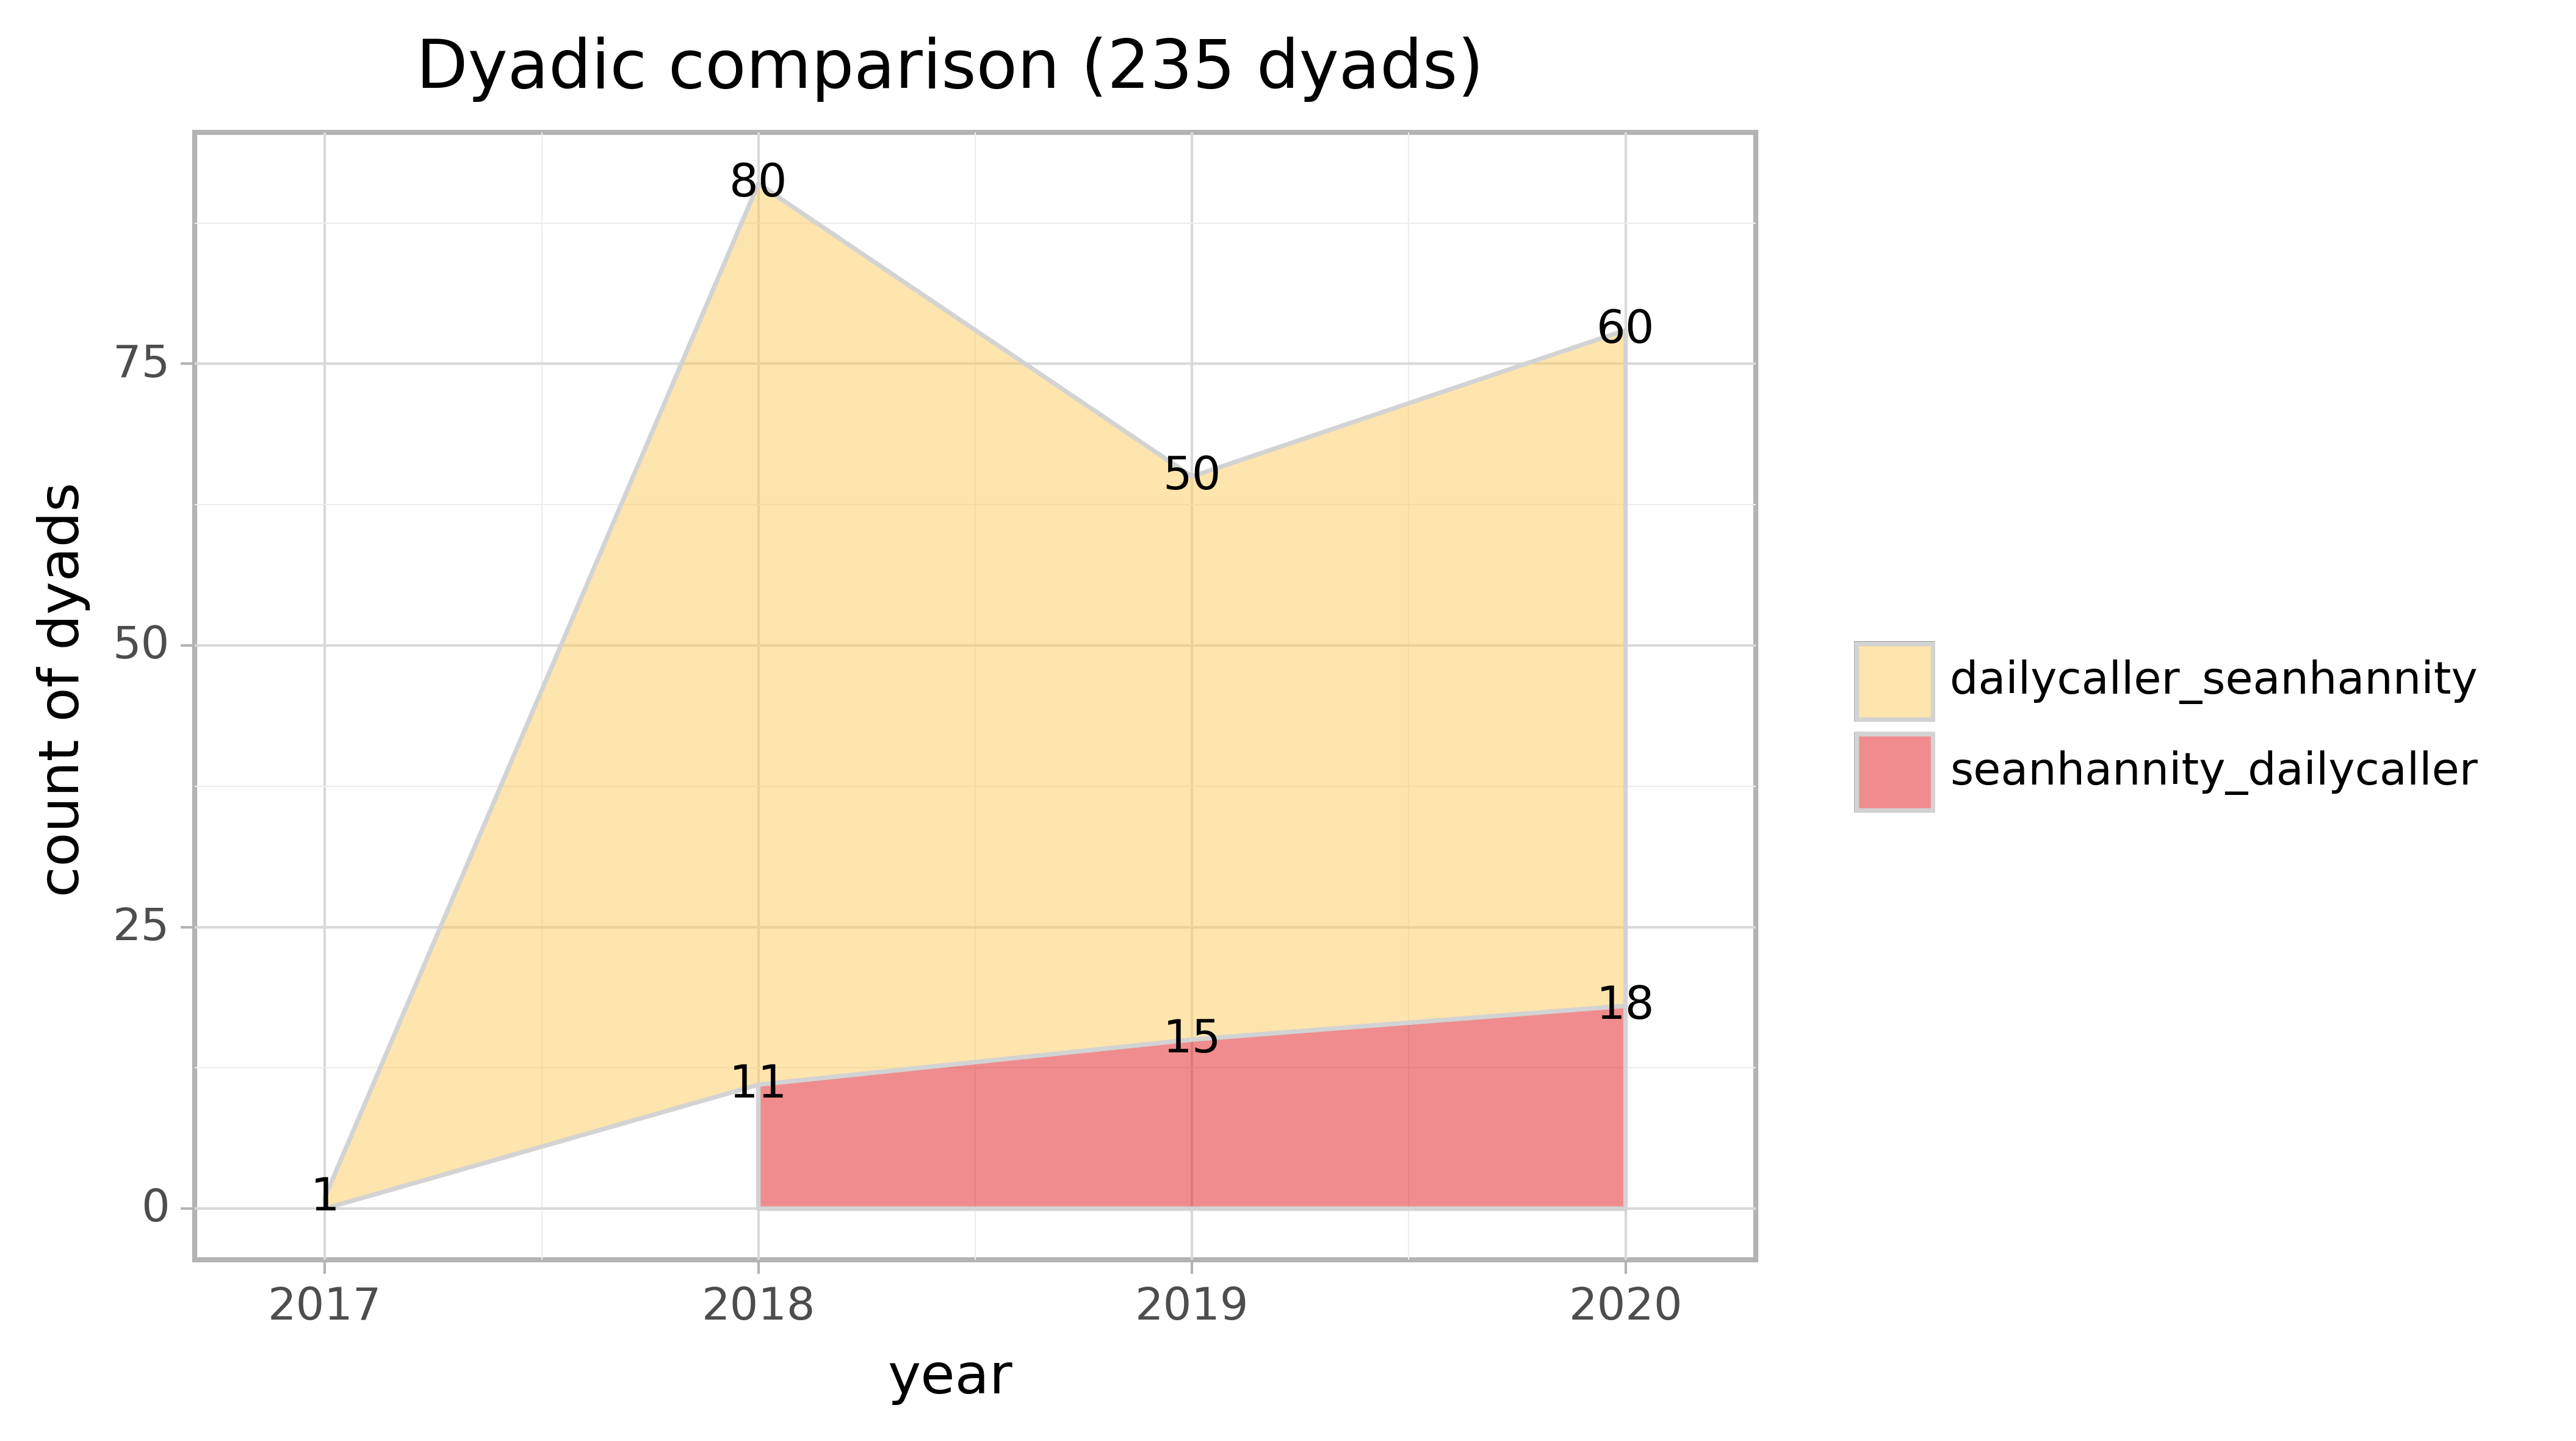 Dyadic comparison (235 dyads)
count of dyads
75
50
25
0
80
50
60
1
11
15
18
2017 2018 2019 2020
year
dailycaller_seanhannity
seanhannity_dailycaller